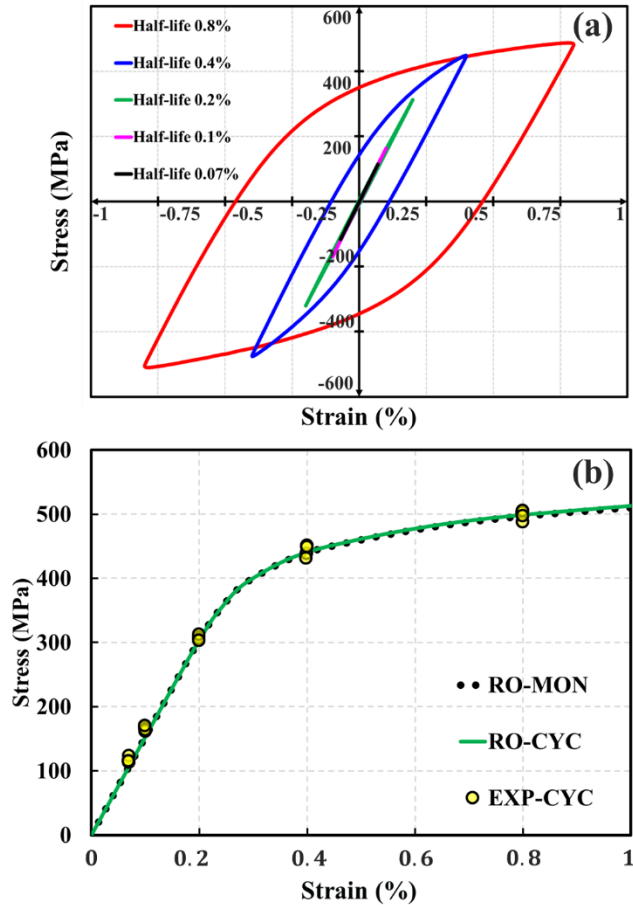 600
(a)
Half-life 0.8%
Half-life 0.4%
400
Half-life 0.2%
Half-life 0.1%
200
Half-life 0.07%
Stress (MPa)
-1 -0.75 -0.5 -0.25 0.25 0.5 0.75 1
-200
-400
-600
Strain (%)
(b)
600
500
400
300
200
100
0
Stress (MPa)
RO-MON
RO-CYC
EXP-CYC
0 0.2 0.4 0.6 0.8 1
Strain (%)